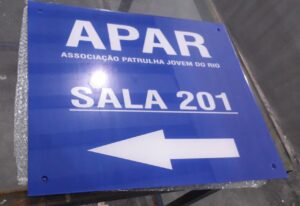 APAR
ASSOCIAÇÃO PATRULHA JOVEM DO RIO
SALA 201